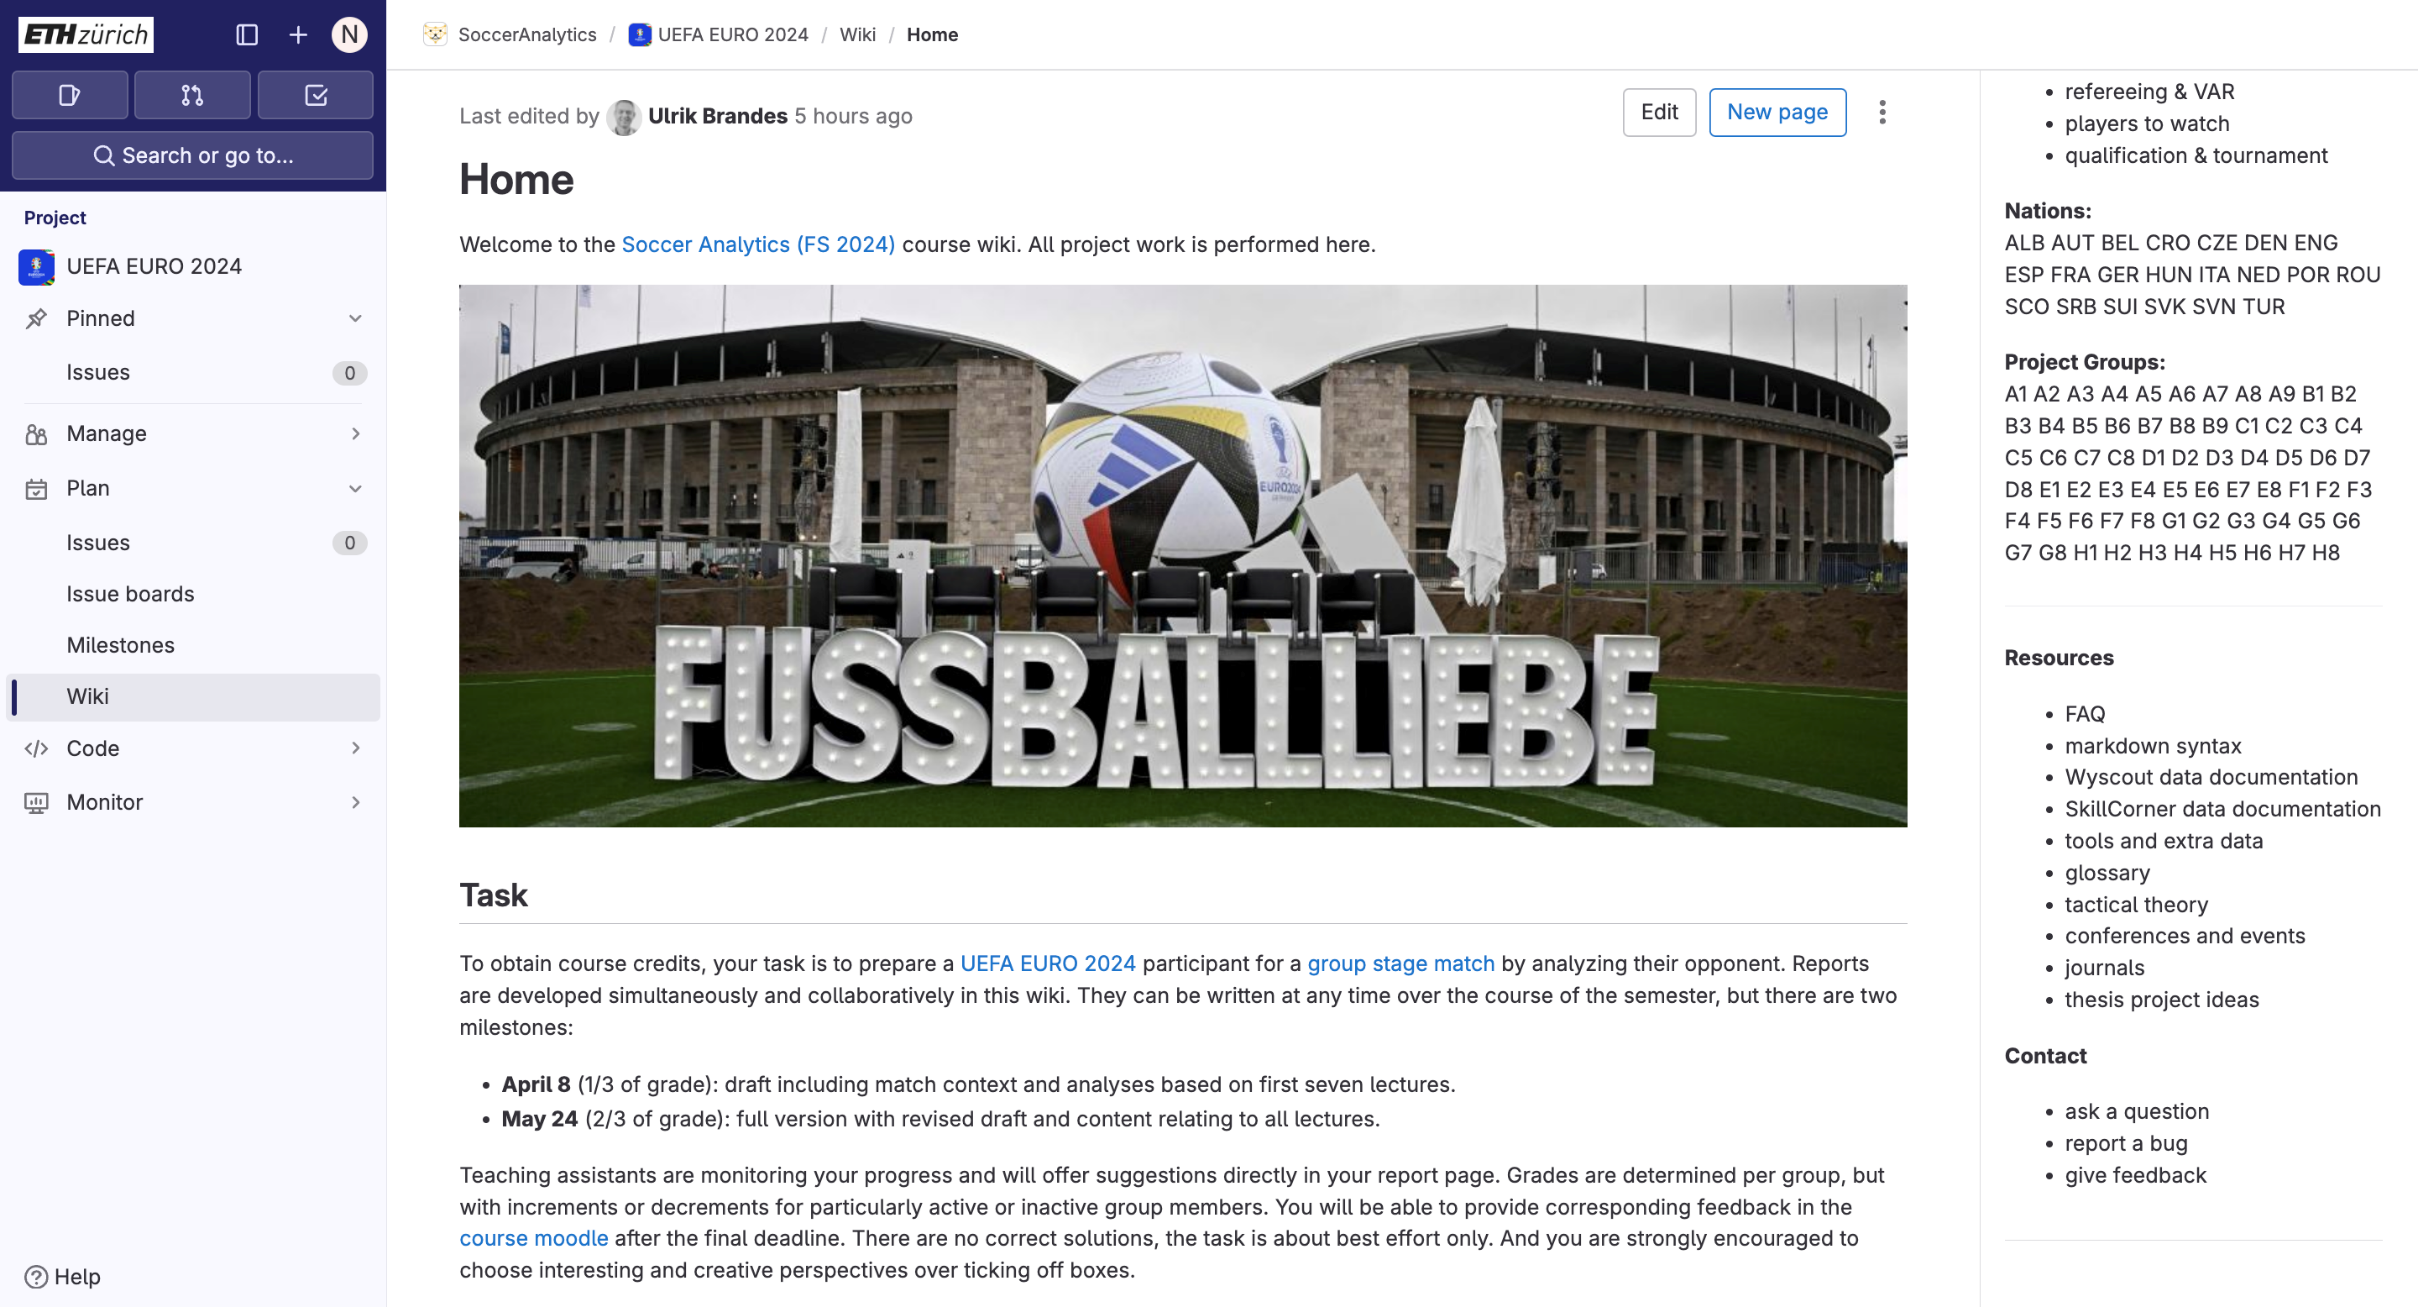 ETH zürich
N
Search or go to...
Project
UEFA EURO 2024
Pinned
Issues 0
Manage
Plan
Issues 0
Issue boards
Milestones
Wiki
Code
Monitor
Help
SoccerAnalytics / UEFA EURO 2024 / Wiki / Home
Last edited by Ulrik Brandes 5 hours ago
Edit
New page
Home
Welcome to the Soccer Analytics (FS 2024) course wiki. All project work is performed here.
EURO2024
FUSSBALLLIEBE
Task
To obtain course credits, your task is to prepare a UEFA EURO 2024 participant for a group stage match by analyzing their opponent. Reports
are developed simultaneously and collaboratively in this wiki. They can be written at any time over the course of the semester, but there are two
milestones:
• April 8 (1/3 of grade): draft including match context and analyses based on first seven lectures.
• May 24 (2/3 of grade): full version with revised draft and content relating to all lectures.
Teaching assistants are monitoring your progress and will offer suggestions directly in your report page. Grades are determined per group, but
with increments or decrements for particularly active or inactive group members. You will be able to provide corresponding feedback in the
course moodle after the final deadline. There are no correct solutions, the task is about best effort only. And you are strongly encouraged to
choose interesting and creative perspectives over ticking off boxes.
• refereeing & VAR
• players to watch
• qualification & tournament
Nations:
ALB AUT BEL CRO CZE DEN ENG
ESP FRA GER HUN ITA NED POR ROU
SCO SRB SUI SVK SVN TUR
Project Groups:
A1 A2 A3 A4 A5 A6 A7 A8 A9 B1 B2
B3 B4 B5 B6 B7 B8 B9 C1 C2 C3 C4
C5 C6 C7 C8 D1 D2 D3 D4 D5 D6 D7
D8 E1 E2 E3 E4 E5 E6 E7 E8 F1 F2 F3
F4 F5 F6 F7 F8 G1 G2 G3 G4 G5 G6
G7 G8 H1 H2 H3 H4 H5 H6 H7 H8
Resources
• FAQ
• markdown syntax
• Wyscout data documentation
• SkillCorner data documentation
• tools and extra data
• glossary
• tactical theory
• conferences and events
• journals
• thesis project ideas
Contact
• ask a question
• report a bug
• give feedback